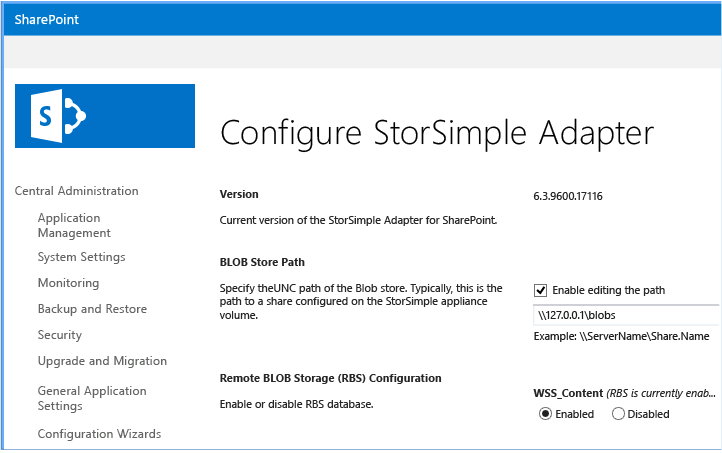 SharePoint
S
Configure StorSimple Adapter
Central Administration
Application
Management
System Settings
Monitoring
Backup and Restore
Security
Upgrade and Migration
General Application
Settings
Configuration Wizards
Version
6.3.9600.17116
Current version of the StorSimple Adapter for SharePoint.
BLOB Store Path
Specify theUNC path of the Blob store. Typically, this is the
path to a share configured on the StorSimple appliance
volume.
Enable editing the path
\\127.0.0.1\blobs
Example: \\ServerName\Share.Name
Remote BLOB Storage (RBS) Configuration
Enable or disable RBS database.
WSS_Content (RBS is currently enab...
Enabled Disabled